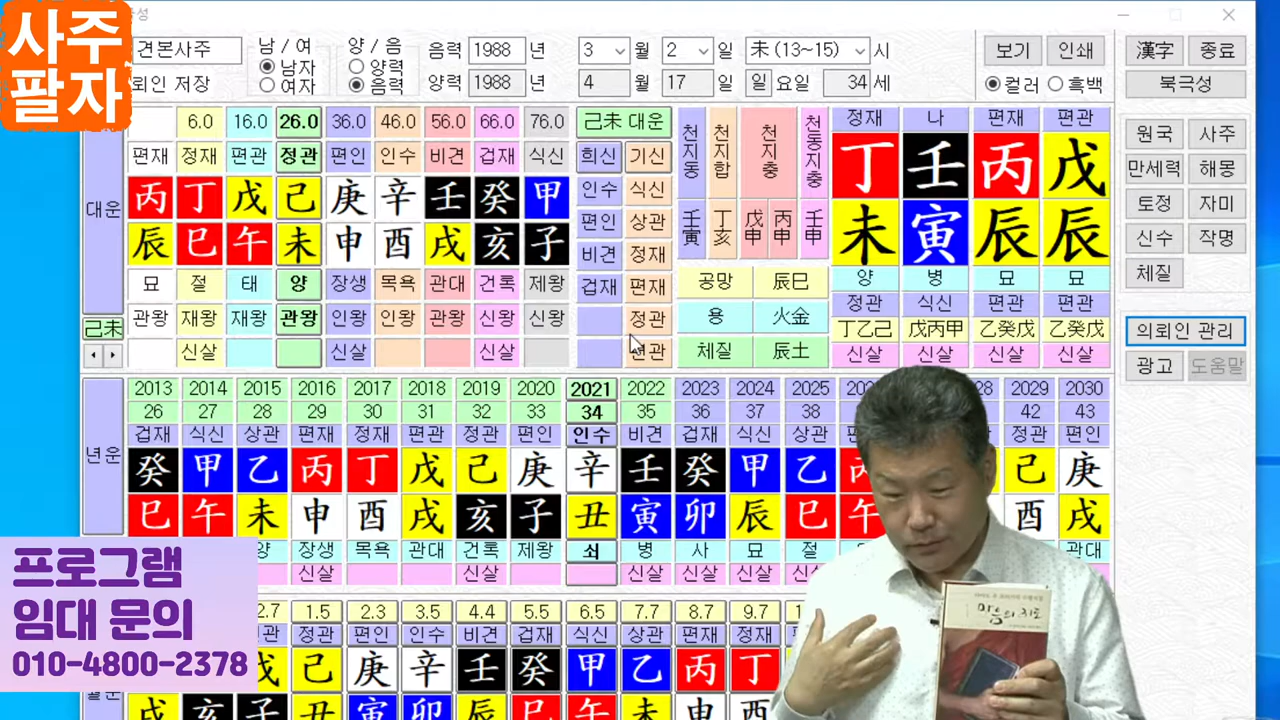 사주
팔자
견본사주 남 / 여 양 / 음 음력 1988 년 3 월 2 일 未 (13~15) 시 보기 인쇄 漢字 종료
뢰인 저장 남자 양력 양력 1988 년 4 월 17 일 일 요일 34 세 컬러 흑백 북극성
여자 음력
6.0 16.0 26.0 36.0 46.0 56.0 66.0 76.0 己未 대운 정재 나 편재 편관
편재 정재 편관 정관 편인 인수 비견 겁재 식신 희신 기신
대운 丙 丁 戊 己 庚 辛 壬 癸 甲 인수 식신 丁 壬 丙 戊
辰 巳 午 未 申 酉 戌 亥 子 편인 상관 未 寅 辰 辰
비견 정재
묘 절 태 양 장생 목욕 관대 건록 제왕 겁재 편재 양 병 묘 묘
관왕 재왕 재왕 관왕 인왕 인왕 관왕 신왕 신왕 정관 정관 식신 편관 편관
己未 신살 신살 신살 편관 丁乙己 戊丙甲 乙癸戊 乙癸戊
신살 신살 신살 신살
천지동 천지합 천지충 천동지충
壬寅 丁亥 戊申 丙申 壬申
공망 辰巳
용 火金
체질 辰土
원국 사주
만세력 해몽
토정 자미
신수 작명
체질
의뢰인 관리
광고 도움말
2013 2014 2015 2016 2017 2018 2019 2020 2021 2022 2023 2024 2025 2029 2030
26 27 28 29 30 31 32 33 34 35 36 37 38 42 43
년운 겁재 식신 상관 편재 정재 편관 정관 편인 인수 비견 겁재 식신 상관 정관 편인
癸 甲 乙 丙 丁 戊 己 庚 辛 壬 癸 甲 乙 丙 己 庚
巳 午 未 申 酉 戌 亥 子 丑 寅 卯 辰 巳 午 酉 戌
양 장생 목욕 관대 건록 제왕 쇠 병 사 묘 절 관대
신살 신살 신살 신살 신살 신살 신살
2.7 1.5 2.3 3.5 4.4 5.5 6.5 7.7 8.7 9.7
정관 편인 인수 비견 겁재 식신 상관 편재 정재
월운 戊 己 庚 辛 壬 癸 甲 乙 丙 丁
戌 亥 子 丑 寅 卯 辰 巳 午 未 申 酉
프로그램
임대 문의
010-4800-2378
마음의 지도